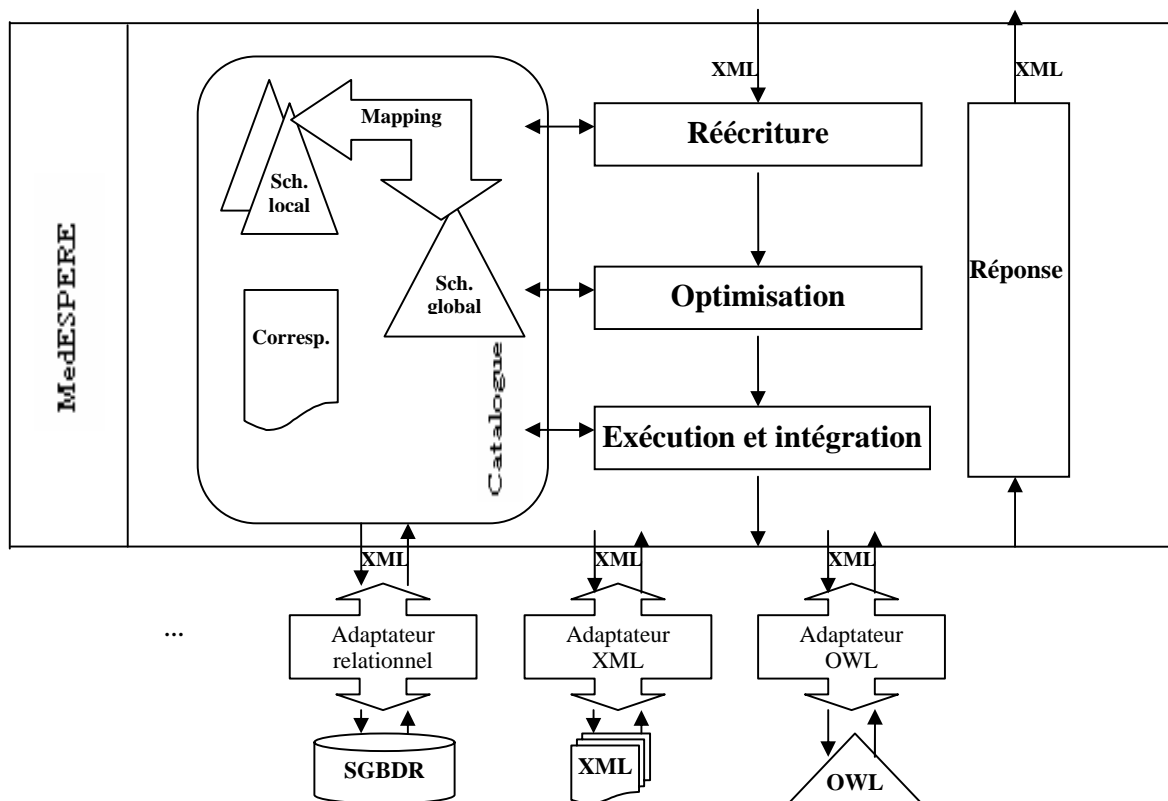 XML
XML
Mapping
Réécriture
Sch.
local
MedESPERE
Sch.
global
Optimisation
Réponse
Corresp.
Catalogue
Exécution et intégration
XML
XML
XML
...
Adaptateur
relationnel
Adaptateur
XML
Adaptateur
OWL
SGBDR
XML
OWL